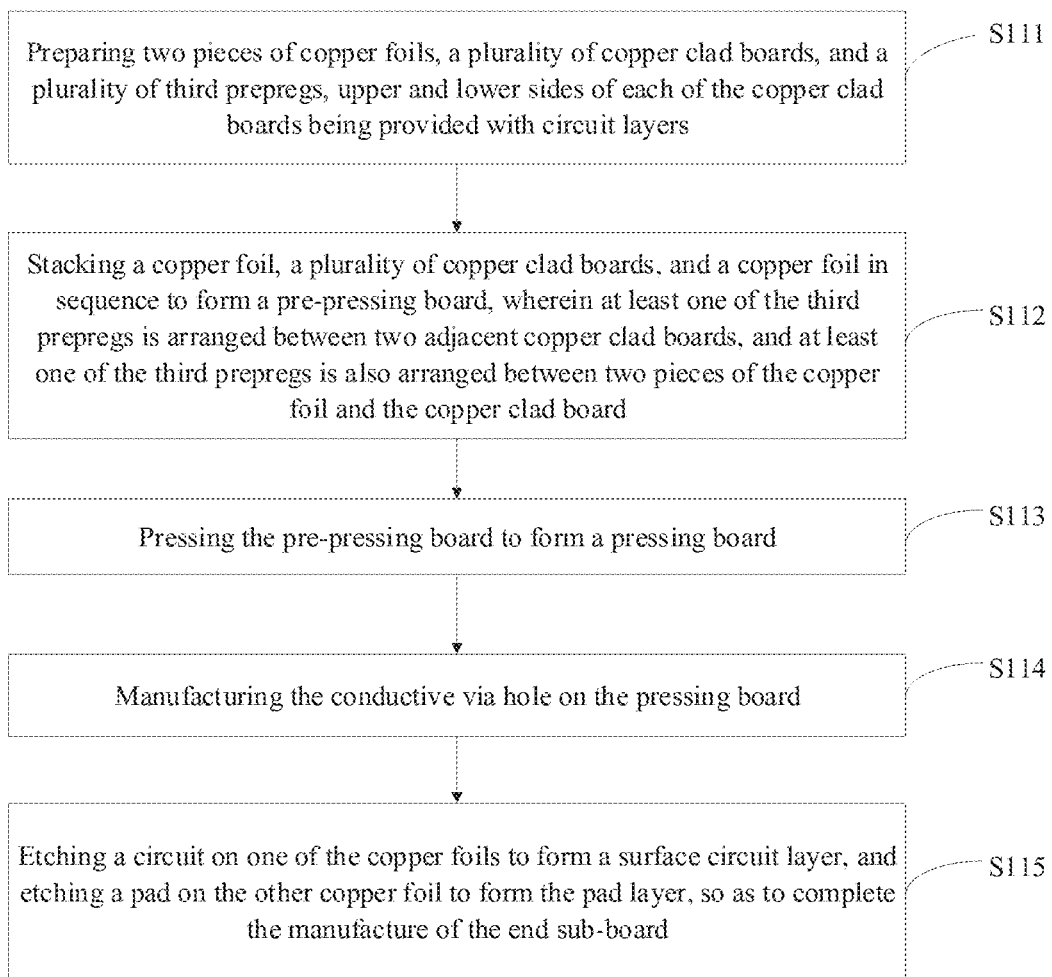 Preparing two pieces of copper foils, a plurality of copper clad boards, and a
plurality of third prepregs, upper and lower sides of each of the copper clad
boards being provided with circuit layers
S111
Stacking a copper foil, a plurality of copper clad boards, and a copper foil in
sequence to form a pre-pressing board, wherein at least one of the third
prepregs is arranged between two adjacent copper clad boards, and at least
one of the third prepregs is also arranged between two pieces of the copper
foil and the copper clad board
S112
Pressing the pre-pressing board to form a pressing board
S113
Manufacturing the conductive via hole on the pressing board
S114
Etching a circuit on one of the copper foils to form a surface circuit layer, and
etching a pad on the other copper foil to form the pad layer, so as to complete
the manufacture of the end sub-board
S115